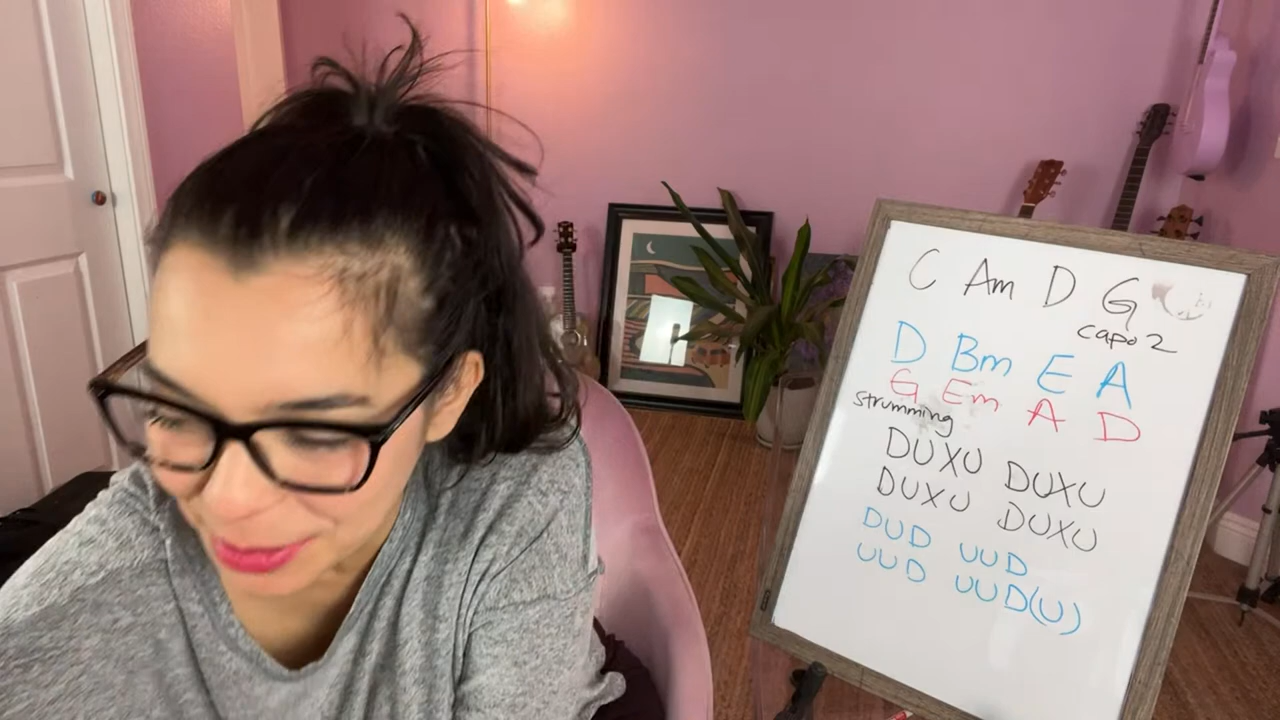 C Am D G
capo 2
D Bm E A
G Em A D
strumming
DUXU DUXU
DUXU DUXU
DUD UUD
UUD UUD(U)